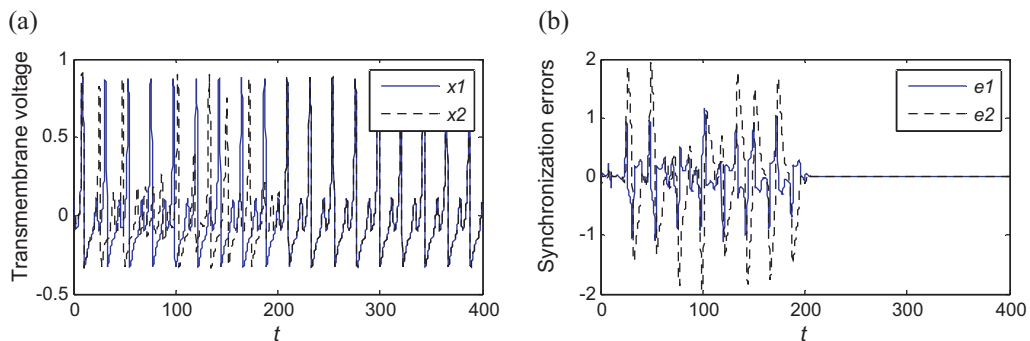 (a)
Transmembrane voltage
1
0.5
0
-0.5
0
100
200
300
400
t
x1
x2
(b)
Synchronization errors
2
1
0
-1
-2
0
100
200
300
400
t
e1
e2